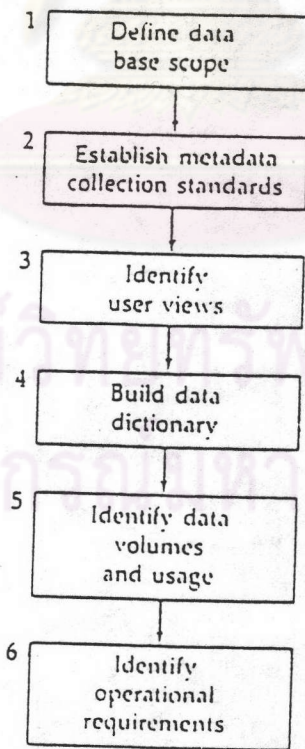 1
Define data
base scope
2
Establish metadata
collection standards
3
Identify
user views
4
Build data
dictionary
5
Identify data
volumes
and usage
6
Identify
operational
requirements